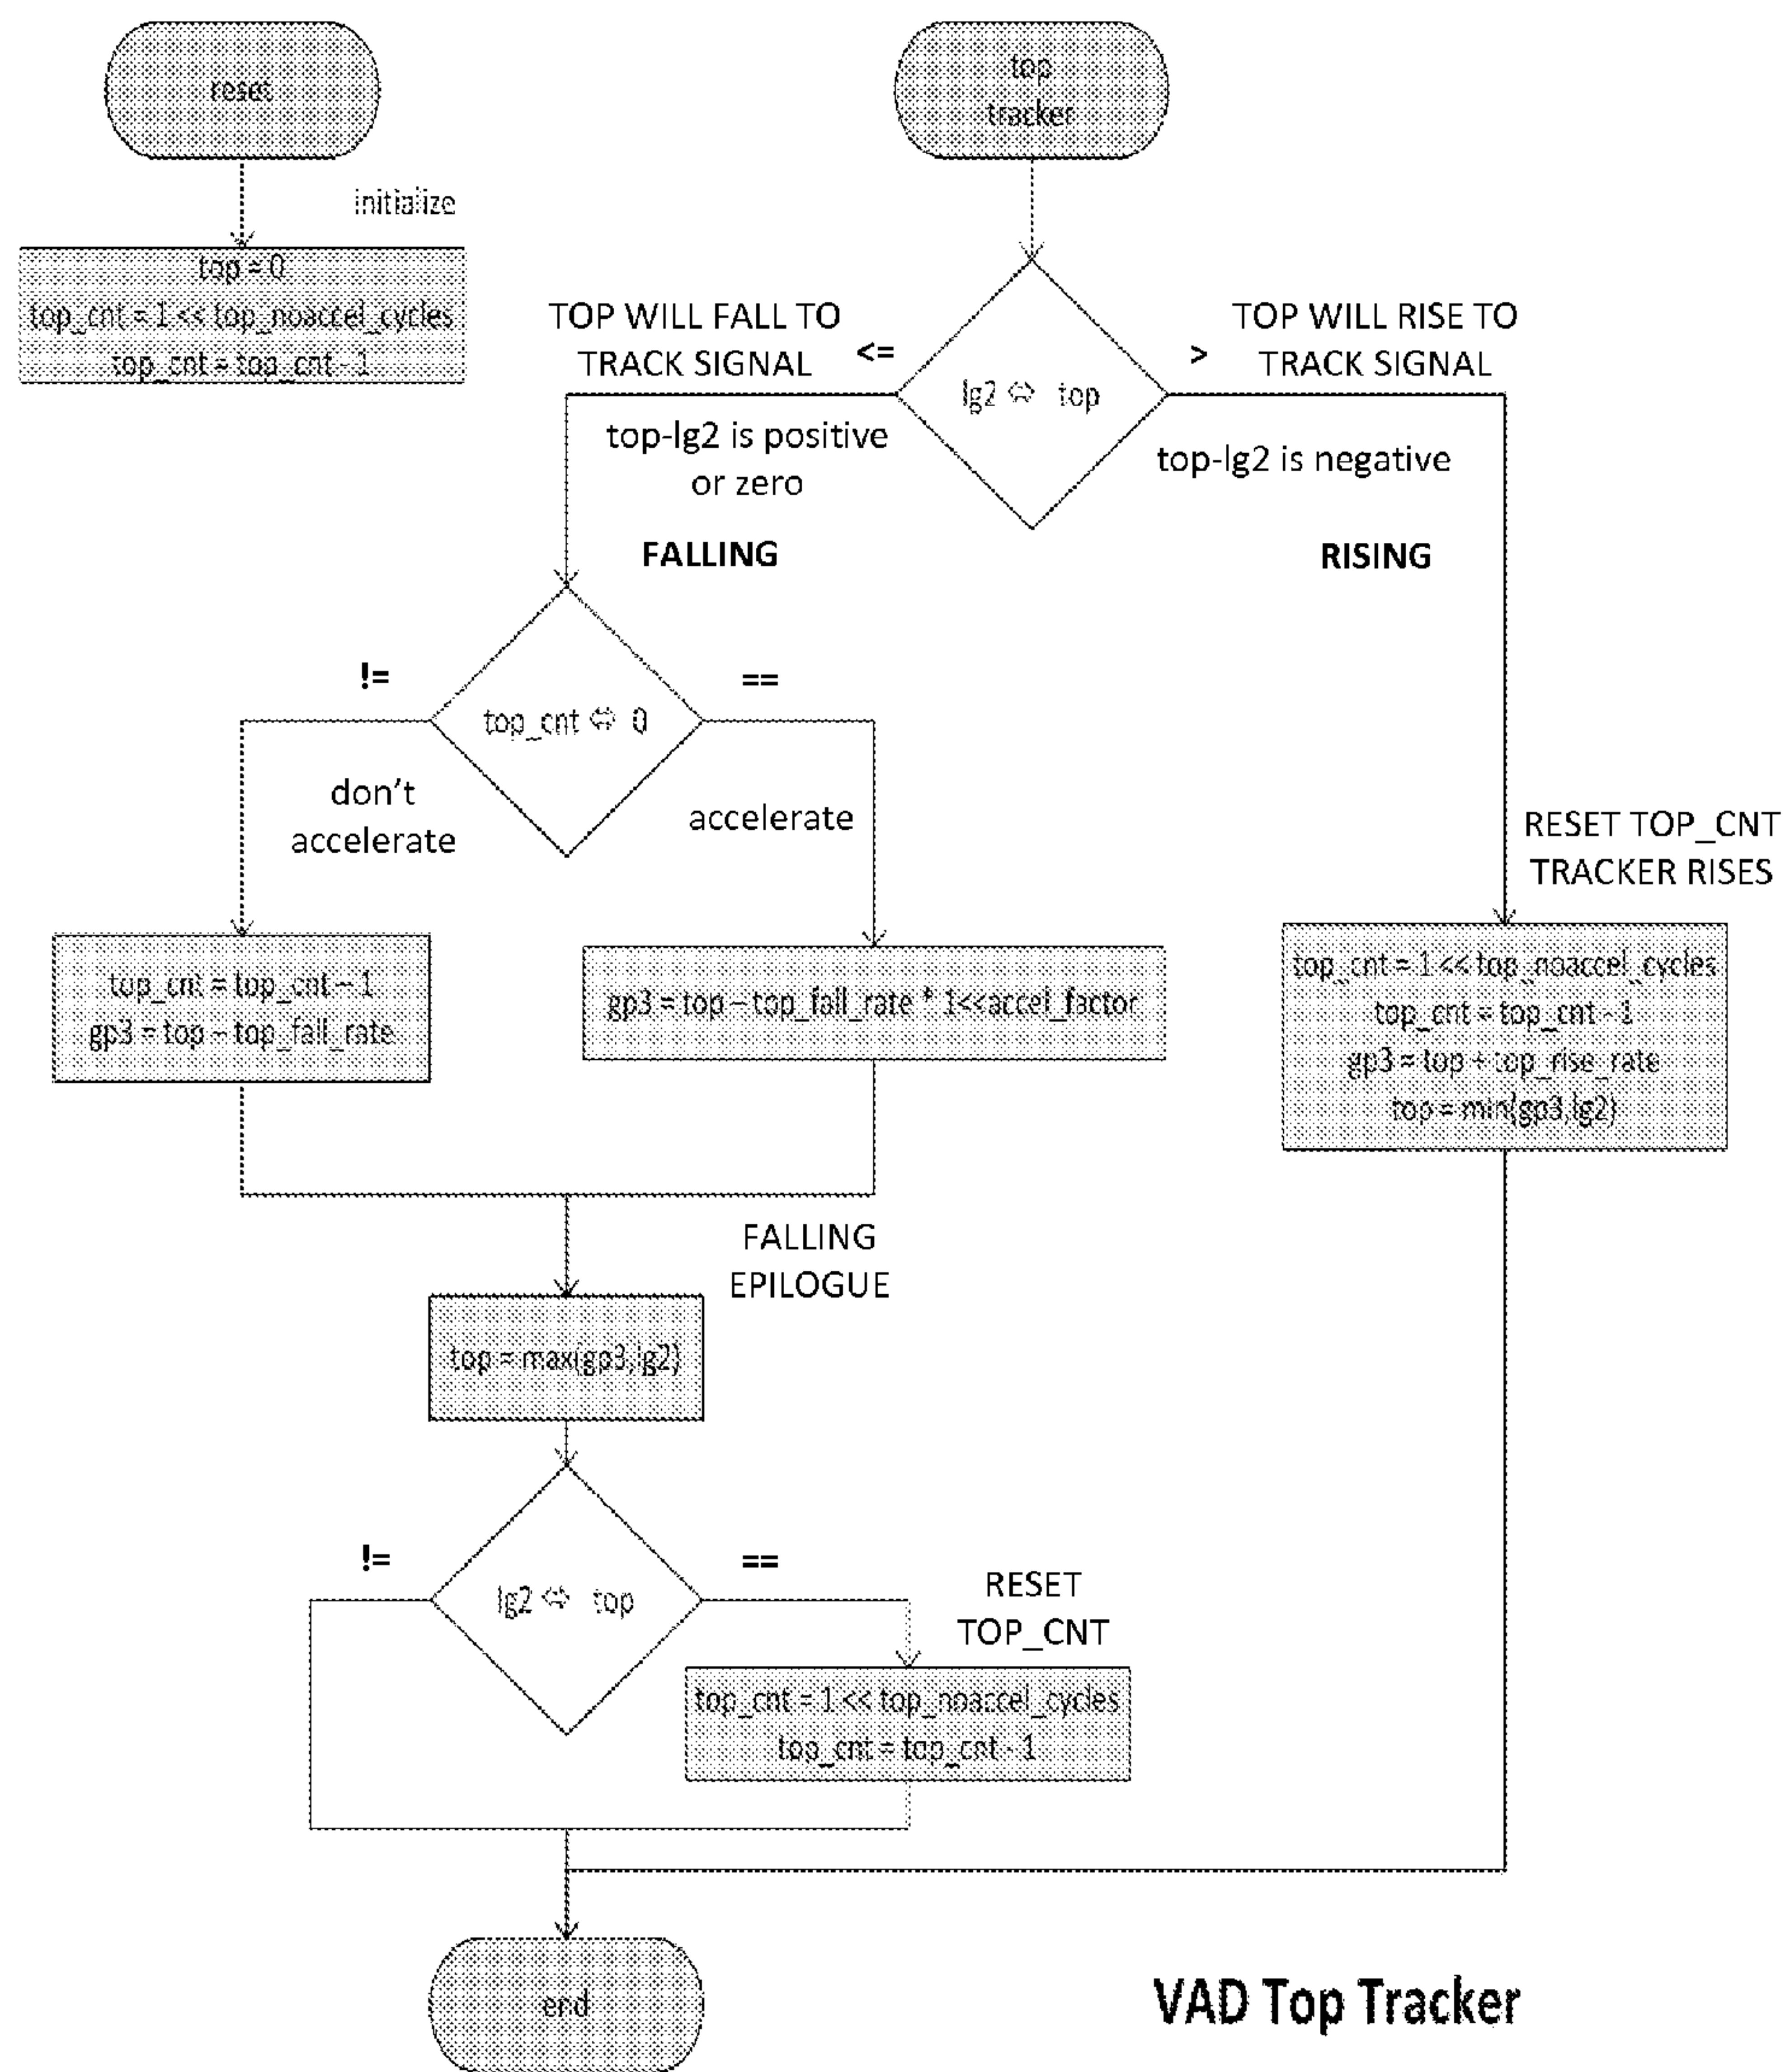 reset
initialize
top = 0
top_cnt = 1 << top_noaccel_cycles
top_cnt = top_cnt - 1
top
tracker
TOP WILL FALL TO
TRACK SIGNAL
<=
lg2 ⇔ top
>
TOP WILL RISE TO
TRACK SIGNAL
top-lg2 is positive
or zero
top-lg2 is negative
FALLING
RISING
!=
top_cnt ⇔ 0
==
don't
accelerate
accelerate
RESET TOP_CNT
TRACKER RISES
top_cnt = top_cnt – 1
gp3 = top – top_fall_rate
gp3 = top – top_fall_rate * 1<<accel_factor
top_cnt = 1 << top_noaccel_cycles
top_cnt = top_cnt - 1
gp3 = top + top_rise_rate
top = min(gp3,lg2)
FALLING
EPILOGUE
top = max(gp3,lg2)
!=
lg2 ⇔ top
==
RESET
TOP_CNT
top_cnt = 1 << top_noaccel_cycles
top_cnt = top_cnt - 1
end
VAD Top Tracker